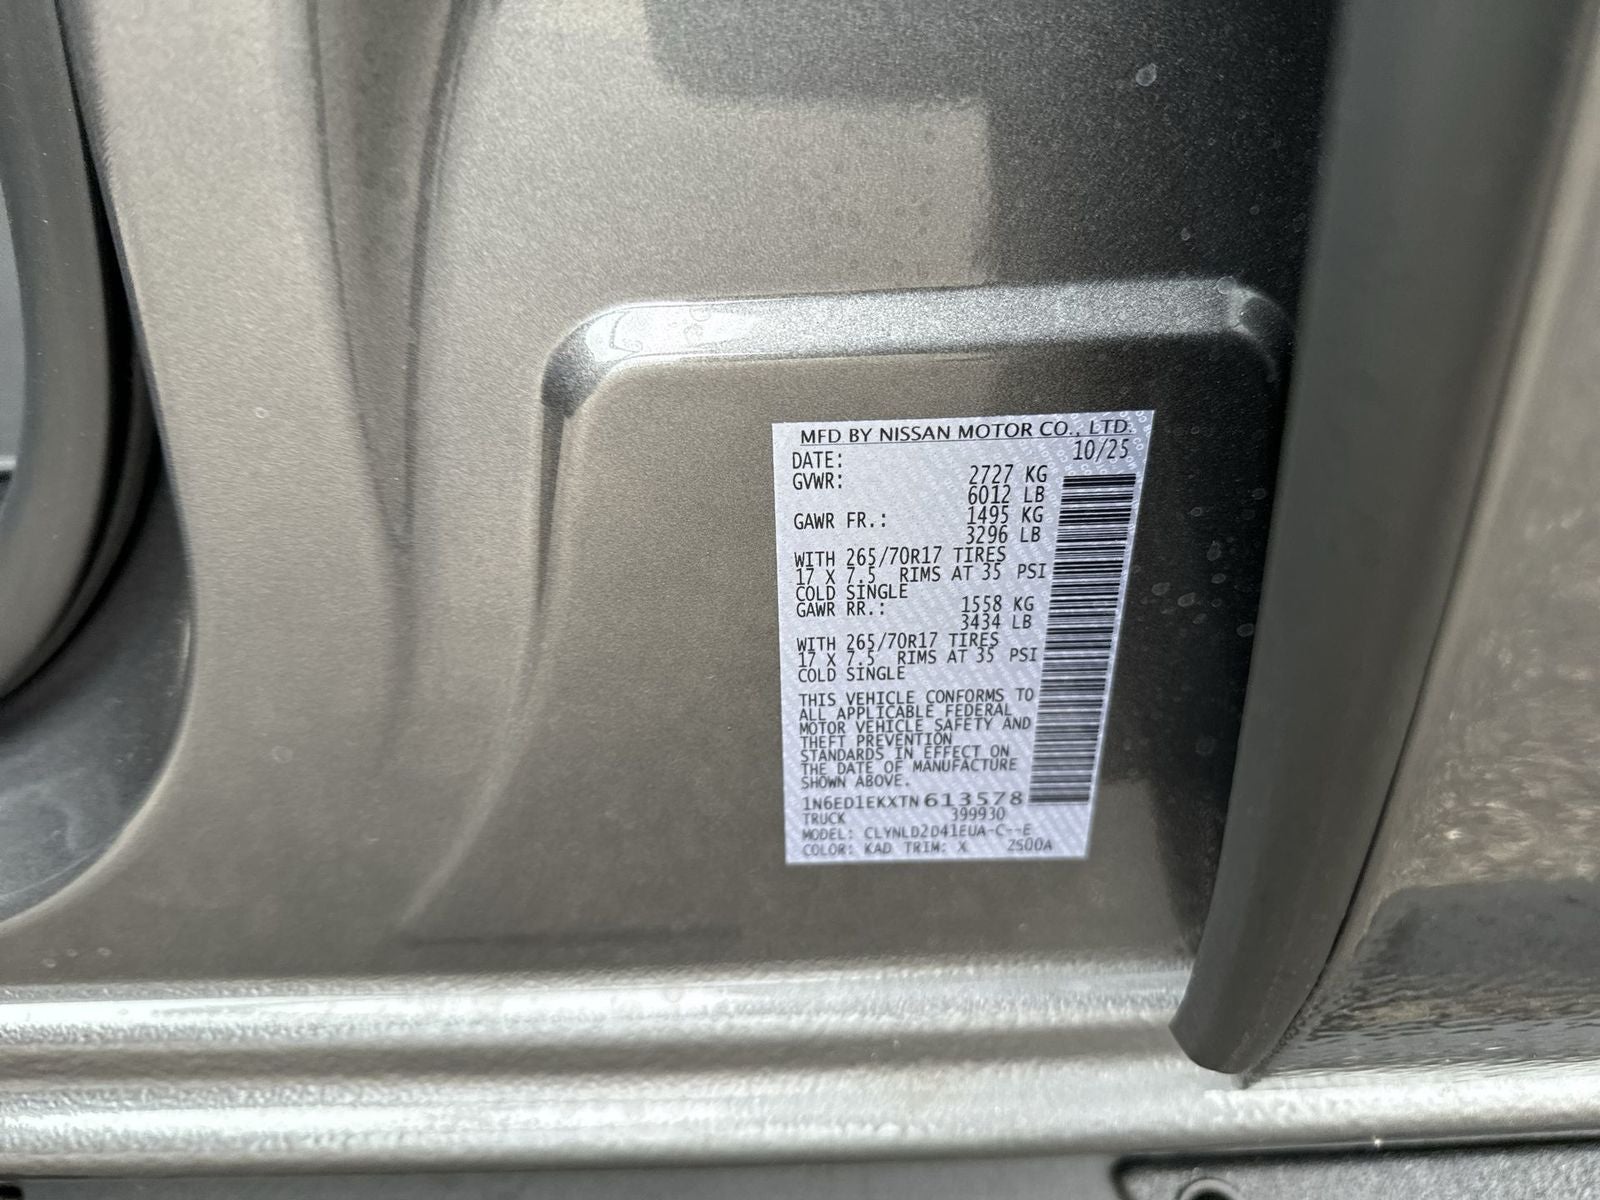 MFD BY NISSAN MOTOR CO., LTD.
DATE: 10/25
GVWR: 2727 KG
6012 LB
GAWR FR.: 1495 KG
3296 LB
WITH 265/70R17 TIRES
17 X 7.5 RIMS AT 35 PSI
COLD SINGLE
GAWR RR.: 1558 KG
3434 LB
WITH 265/70R17 TIRES
17 X 7.5 RIMS AT 35 PSI
COLD SINGLE
THIS VEHICLE CONFORMS TO
ALL APPLICABLE FEDERAL
MOTOR VEHICLE SAFETY AND
THEFT PREVENTION
STANDARDS IN EFFECT ON
THE DATE OF MANUFACTURE
SHOWN ABOVE.
1N6ED1EKXTN613578
TRUCK 399930
MODEL: CLYNLD2D41EUA-C--E
COLOR: KAD TRIM: X 2S00A